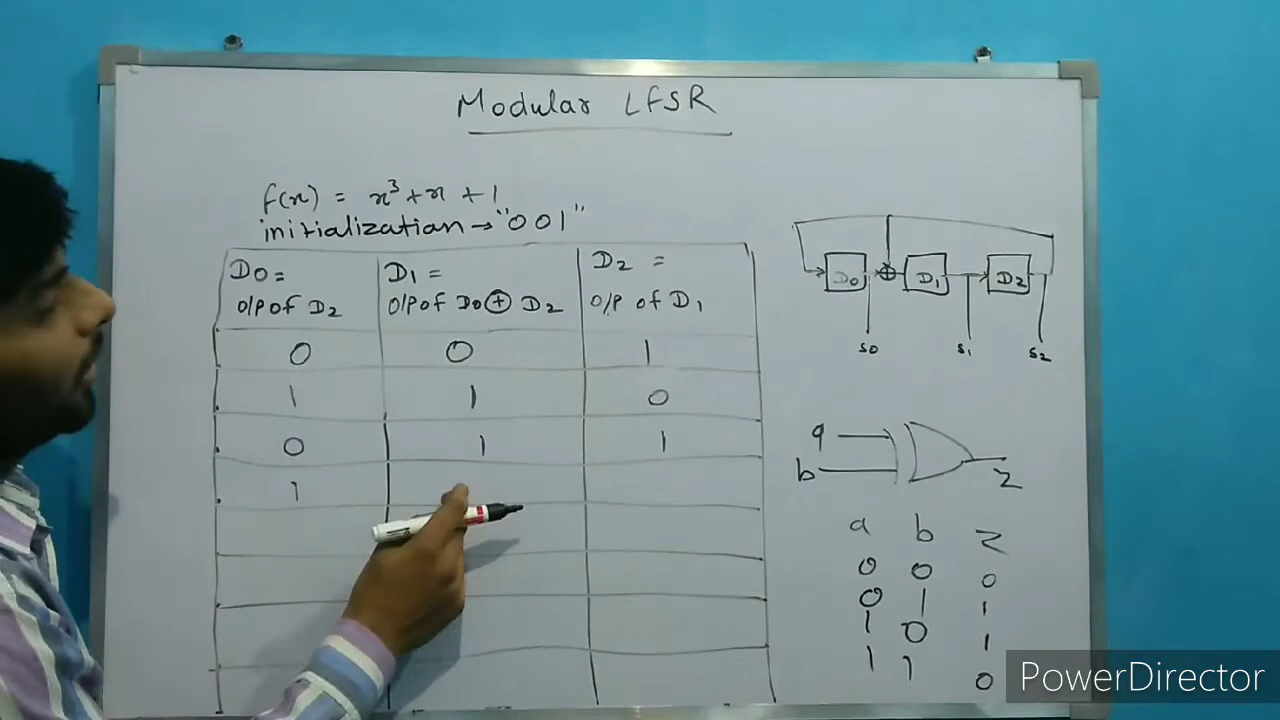 Modular LFSR
f(x) = x³ + x + 1
initialization → "001"
D0 = D1 = D2 =
O/P of D2 O/P of D0 ⊕ D2 O/P of D1
0 0 1
1 1 0
0 1 1
1
D0 ⊕ D1 D2
S0 S1 S2
a
b
Z
a b Z
0 0 0
0 1 1
1 0 1
1 1 0
PowerDirector